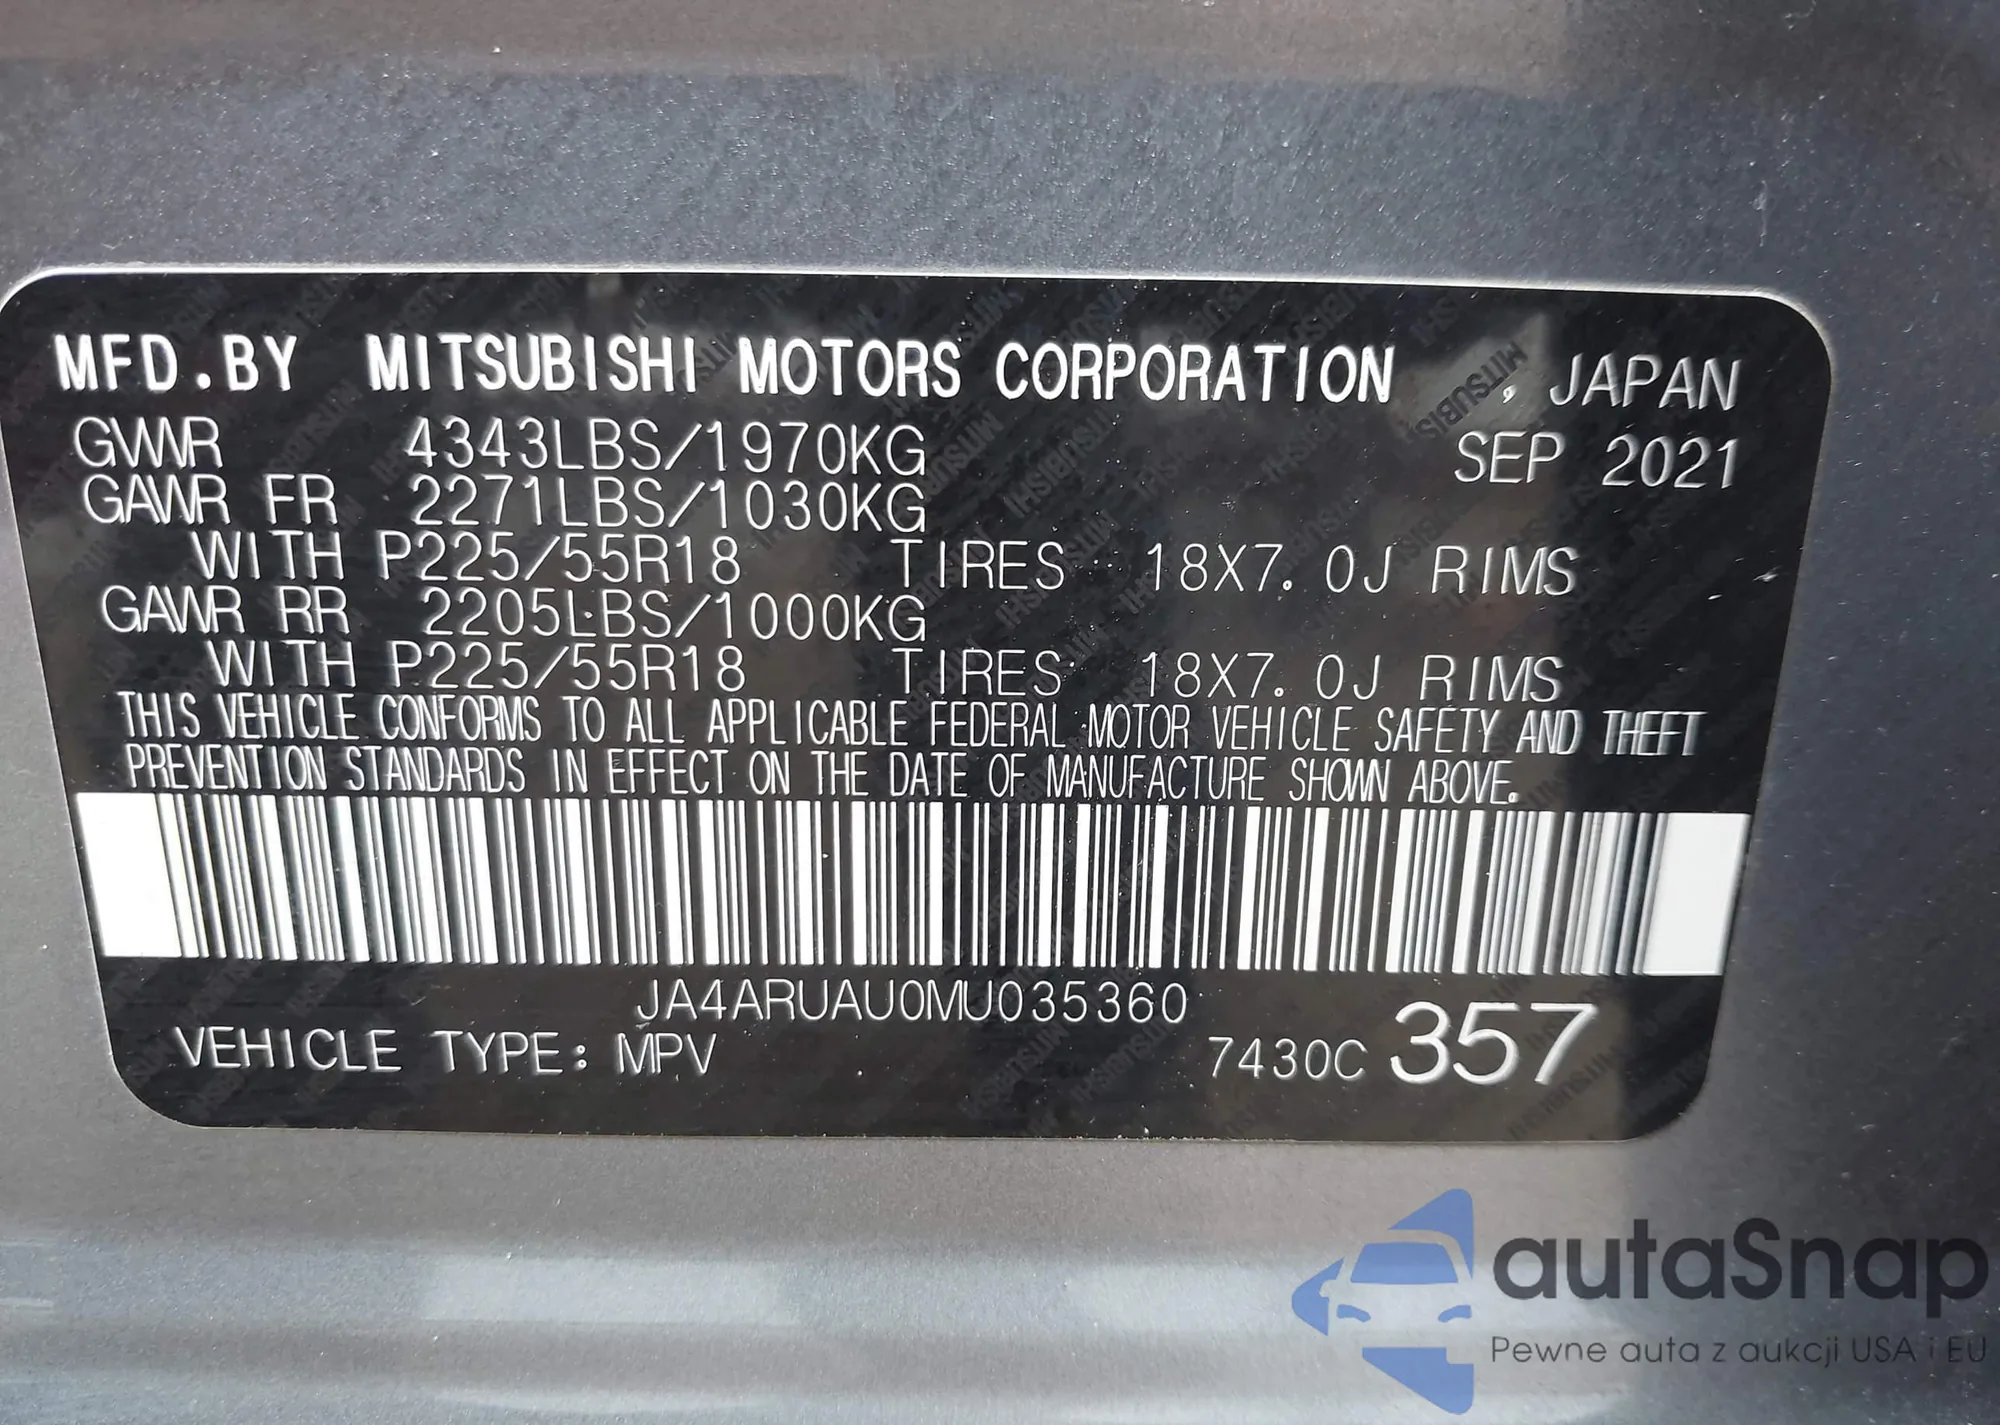 MFD.BY MITSUBISHI MOTORS CORPORATION , JAPAN
GVWR 4343LBS/1970KG SEP 2021
GAWR FR 2271LBS/1030KG
WITH P225/55R18 TIRES 18X7.0J RIMS
GAWR RR 2205LBS/1000KG
WITH P225/55R18 TIRES 18X7.0J RIMS
THIS VEHICLE CONFORMS TO ALL APPLICABLE FEDERAL MOTOR VEHICLE SAFETY AND THEFT
PREVENTION STANDARDS IN EFFECT ON THE DATE OF MANUFACTURE SHOWN ABOVE.
JA4ARUAU0MU035360
VEHICLE TYPE: MPV 7430C 357
autaSnap
Pewne auta z aukcji USA i EU